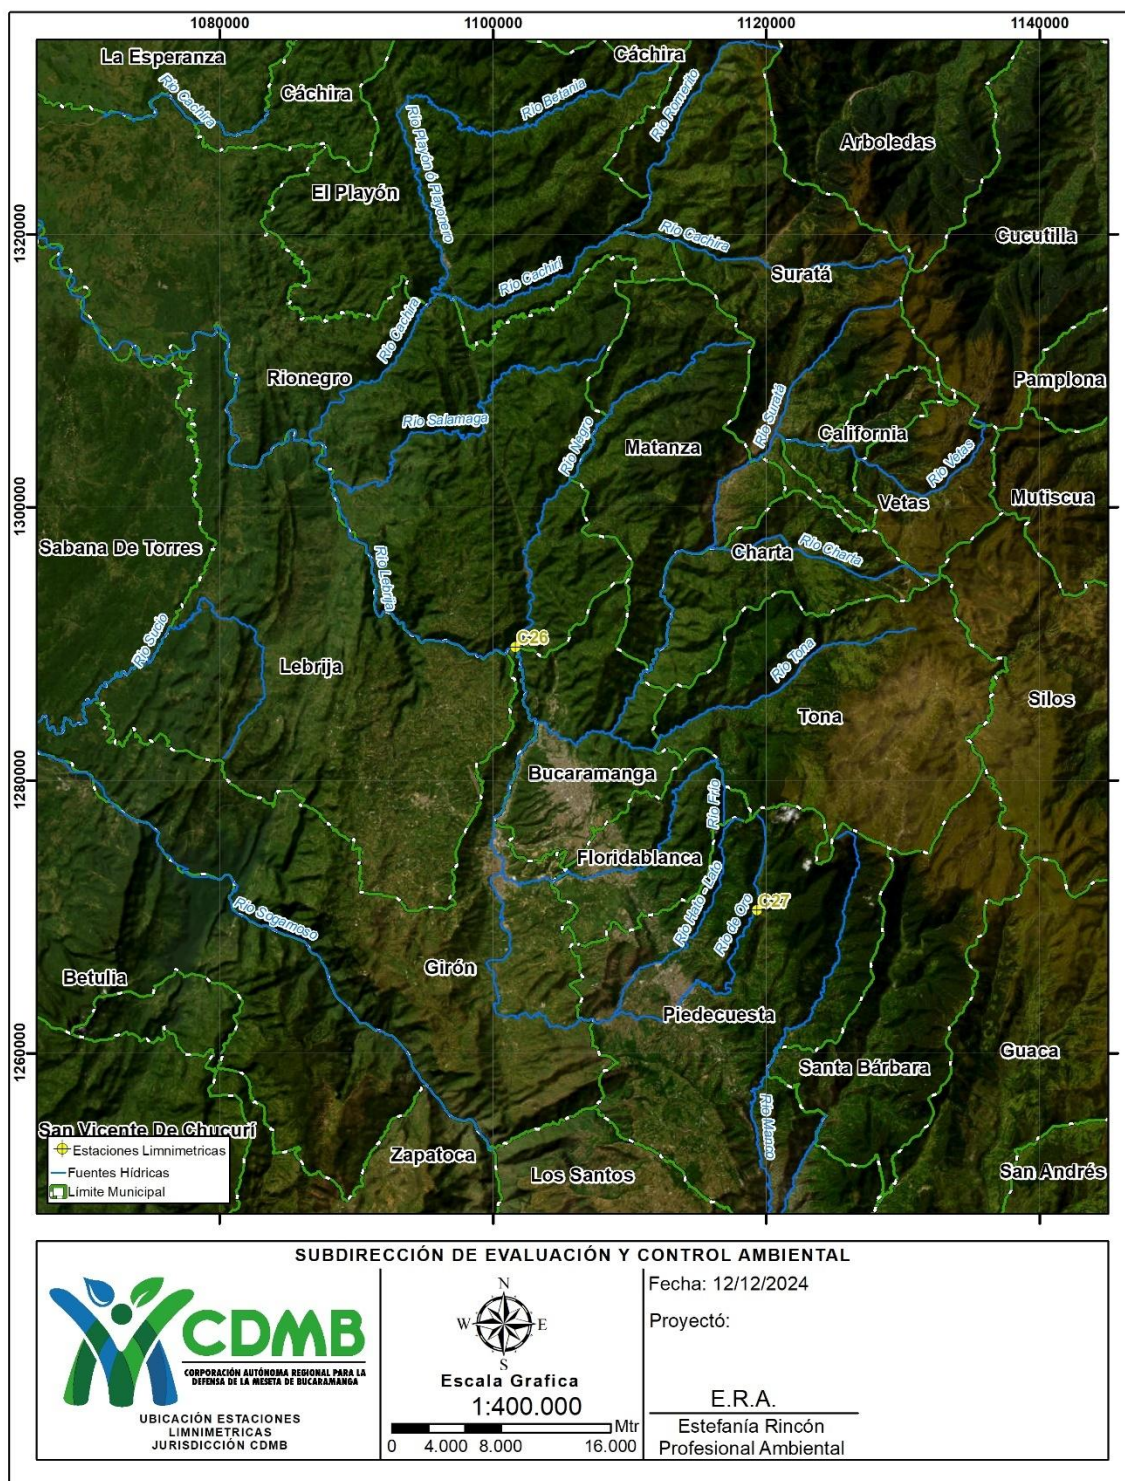 1080000
1100000
1120000
1140000
La Esperanza
Cáchira
Río Cachira
Cáchira
Río Betania
Río Romerito
Río Playón ó Playonero
Arboledas
El Playón
1320000
Río Cachira
Cucutilla
Río Cachirí
Suratá
Río Cachira
Rionegro
Pamplona
Río Salamaga
Río Negro
Río Suratá
Matanza
California
Río Vetas
Vetas
Mutiscua
1300000
Sabana De Torres
Charta
Río Charta
Río Lebrija
C26
Río Sucio
Lebrija
Río Tona
Tona
Silos
1280000
Bucaramanga
Río Frío
Floridablanca
Río Hato - Lato
C27
Río de Oro
Río Sogamoso
Girón
Betulia
Piedecuesta
1260000
Santa Bárbara
Guaca
Río Manco
San Vicente De Chucurí
Estaciones Limnimetricas
Fuentes Hídricas
Límite Municipal
Zapatoca
Los Santos
San Andrés
SUBDIRECCIÓN DE EVALUACIÓN Y CONTROL AMBIENTAL
CDMB
CORPORACIÓN AUTÓNOMA REGIONAL PARA LA
DEFENSA DE LA MESETA DE BUCARAMANGA
UBICACIÓN ESTACIONES
LIMNIMETRICAS
JURISDICCIÓN CDMB
N
W
E
S
Escala Grafica
1:400.000
Mtr
0 4.000 8.000 16.000
Fecha: 12/12/2024
Proyectó:
E.R.A.
Estefanía Rincón
Profesional Ambiental